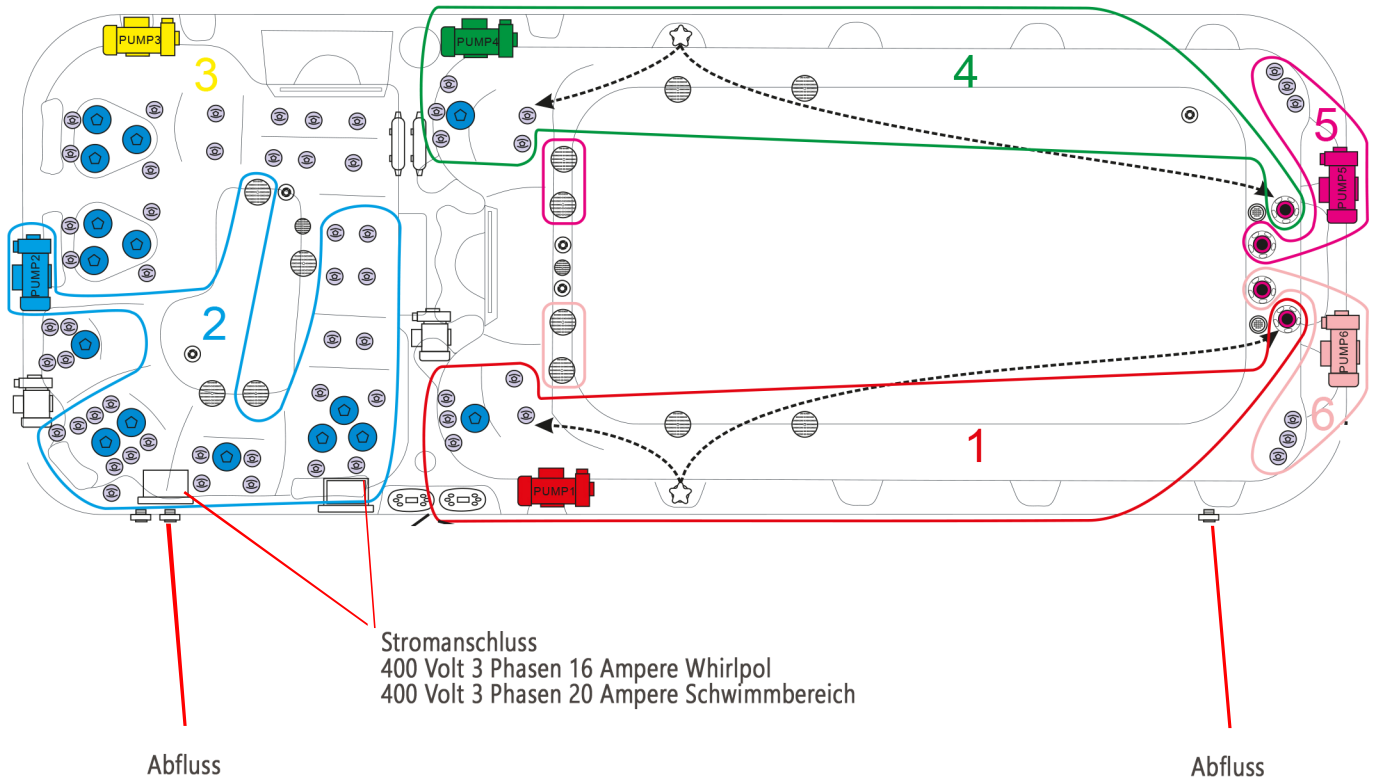 PUMP3
PUMP4
3
4
5
PUMP5
PUMP2
2
PUMP6
6
1
PUMP1
Stromanschluss
400 Volt 3 Phasen 16 Ampere Whirlpol
400 Volt 3 Phasen 20 Ampere Schwimmbereich
Abfluss
Abfluss